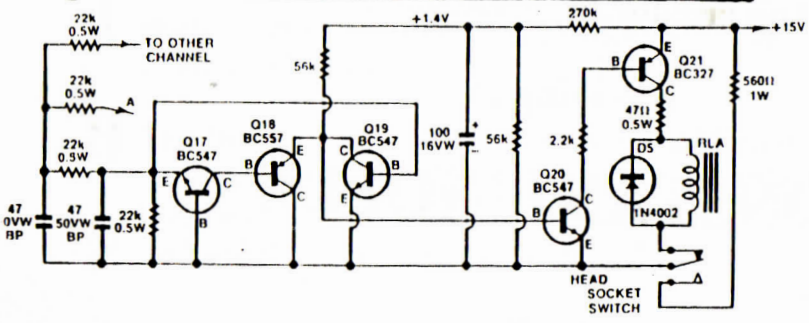 22k
0.5W
TO OTHER
CHANNEL
22k
0.5W
A
22k
0.5W
47
0VW
BP
47
50VW
BP
22k
0.5W
Q17
BC547
E
C
B
Q18
BC557
B
E
C
56k
+1.4V
Q19
BC547
C
B
E
100
16VW
+
56k
270k
Q20
BC547
B
C
E
2.2k
Q21
BC327
B
E
C
47Ω
0.5W
D5
1N4002
RLA
560Ω
1W
+15V
HEAD
SOCKET
SWITCH